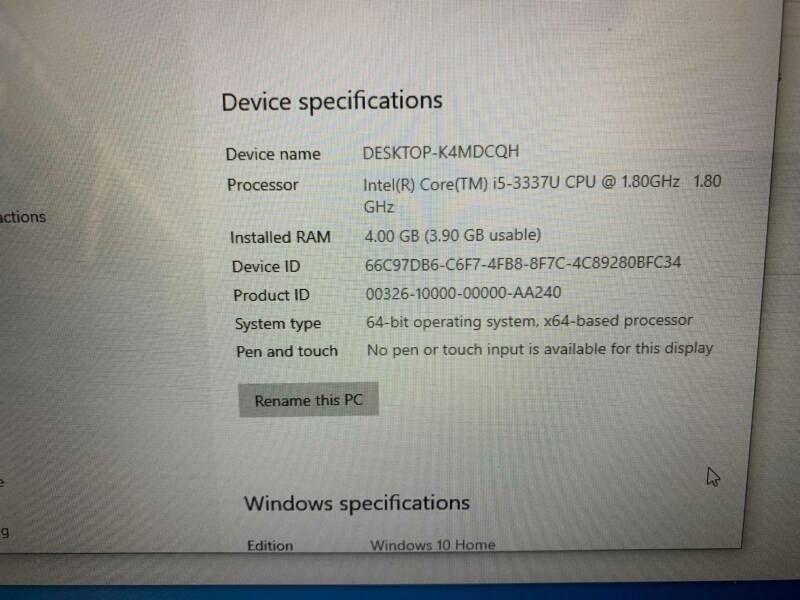 Device specifications
Device name DESKTOP-K4MDCQH
Processor Intel(R) Core(TM) i5-3337U CPU @ 1.80GHz 1.80
GHz
actions
Installed RAM 4.00 GB (3.90 GB usable)
Device ID 66C97DB6-C6F7-4FB8-8F7C-4C89280BFC34
Product ID 00326-10000-00000-AA240
System type 64-bit operating system, x64-based processor
Pen and touch No pen or touch input is available for this display
Rename this PC
e
Windows specifications
g
Edition Windows 10 Home